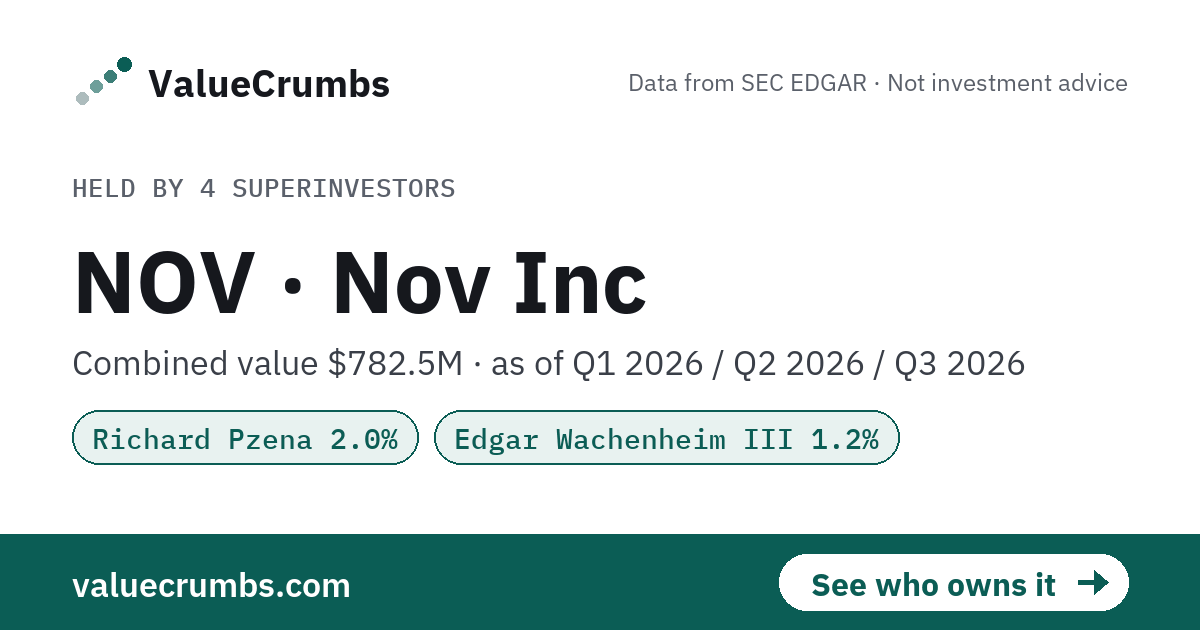 ValueCrumbs
Data from SEC EDGAR · Not investment advice
HELD BY 4 SUPERINVESTORS
NOV · Nov Inc
Combined value $782.5M · as of Q1 2026 / Q2 2026 / Q3 2026
Richard Pzena 2.0%
Edgar Wachenheim III 1.2%
valuecrumbs.com
See who owns it →